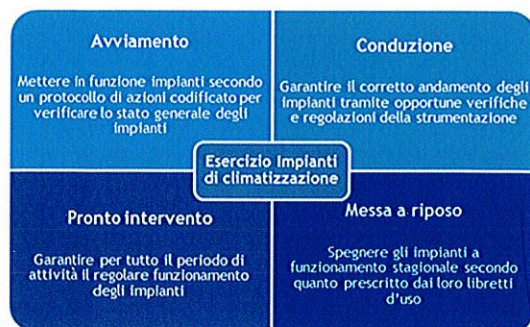 Avviamento
Mettere in funzione impianti secondo
un protocollo di azioni codificato per
verificare lo stato generale degli
impianti
Conduzione
Garantire il corretto andamento degli
impianti tramite opportune verifiche
e regolazioni della strumentazione
Esercizio Impianti
di climatizzazione
Pronto intervento
Garantire per tutto il periodo di
attività il regolare funzionamento
degli impianti
Messa a riposo
Spegnere gli impianti a
funzionamento stagionale secondo
quanto prescritto dai loro libretti
d'uso